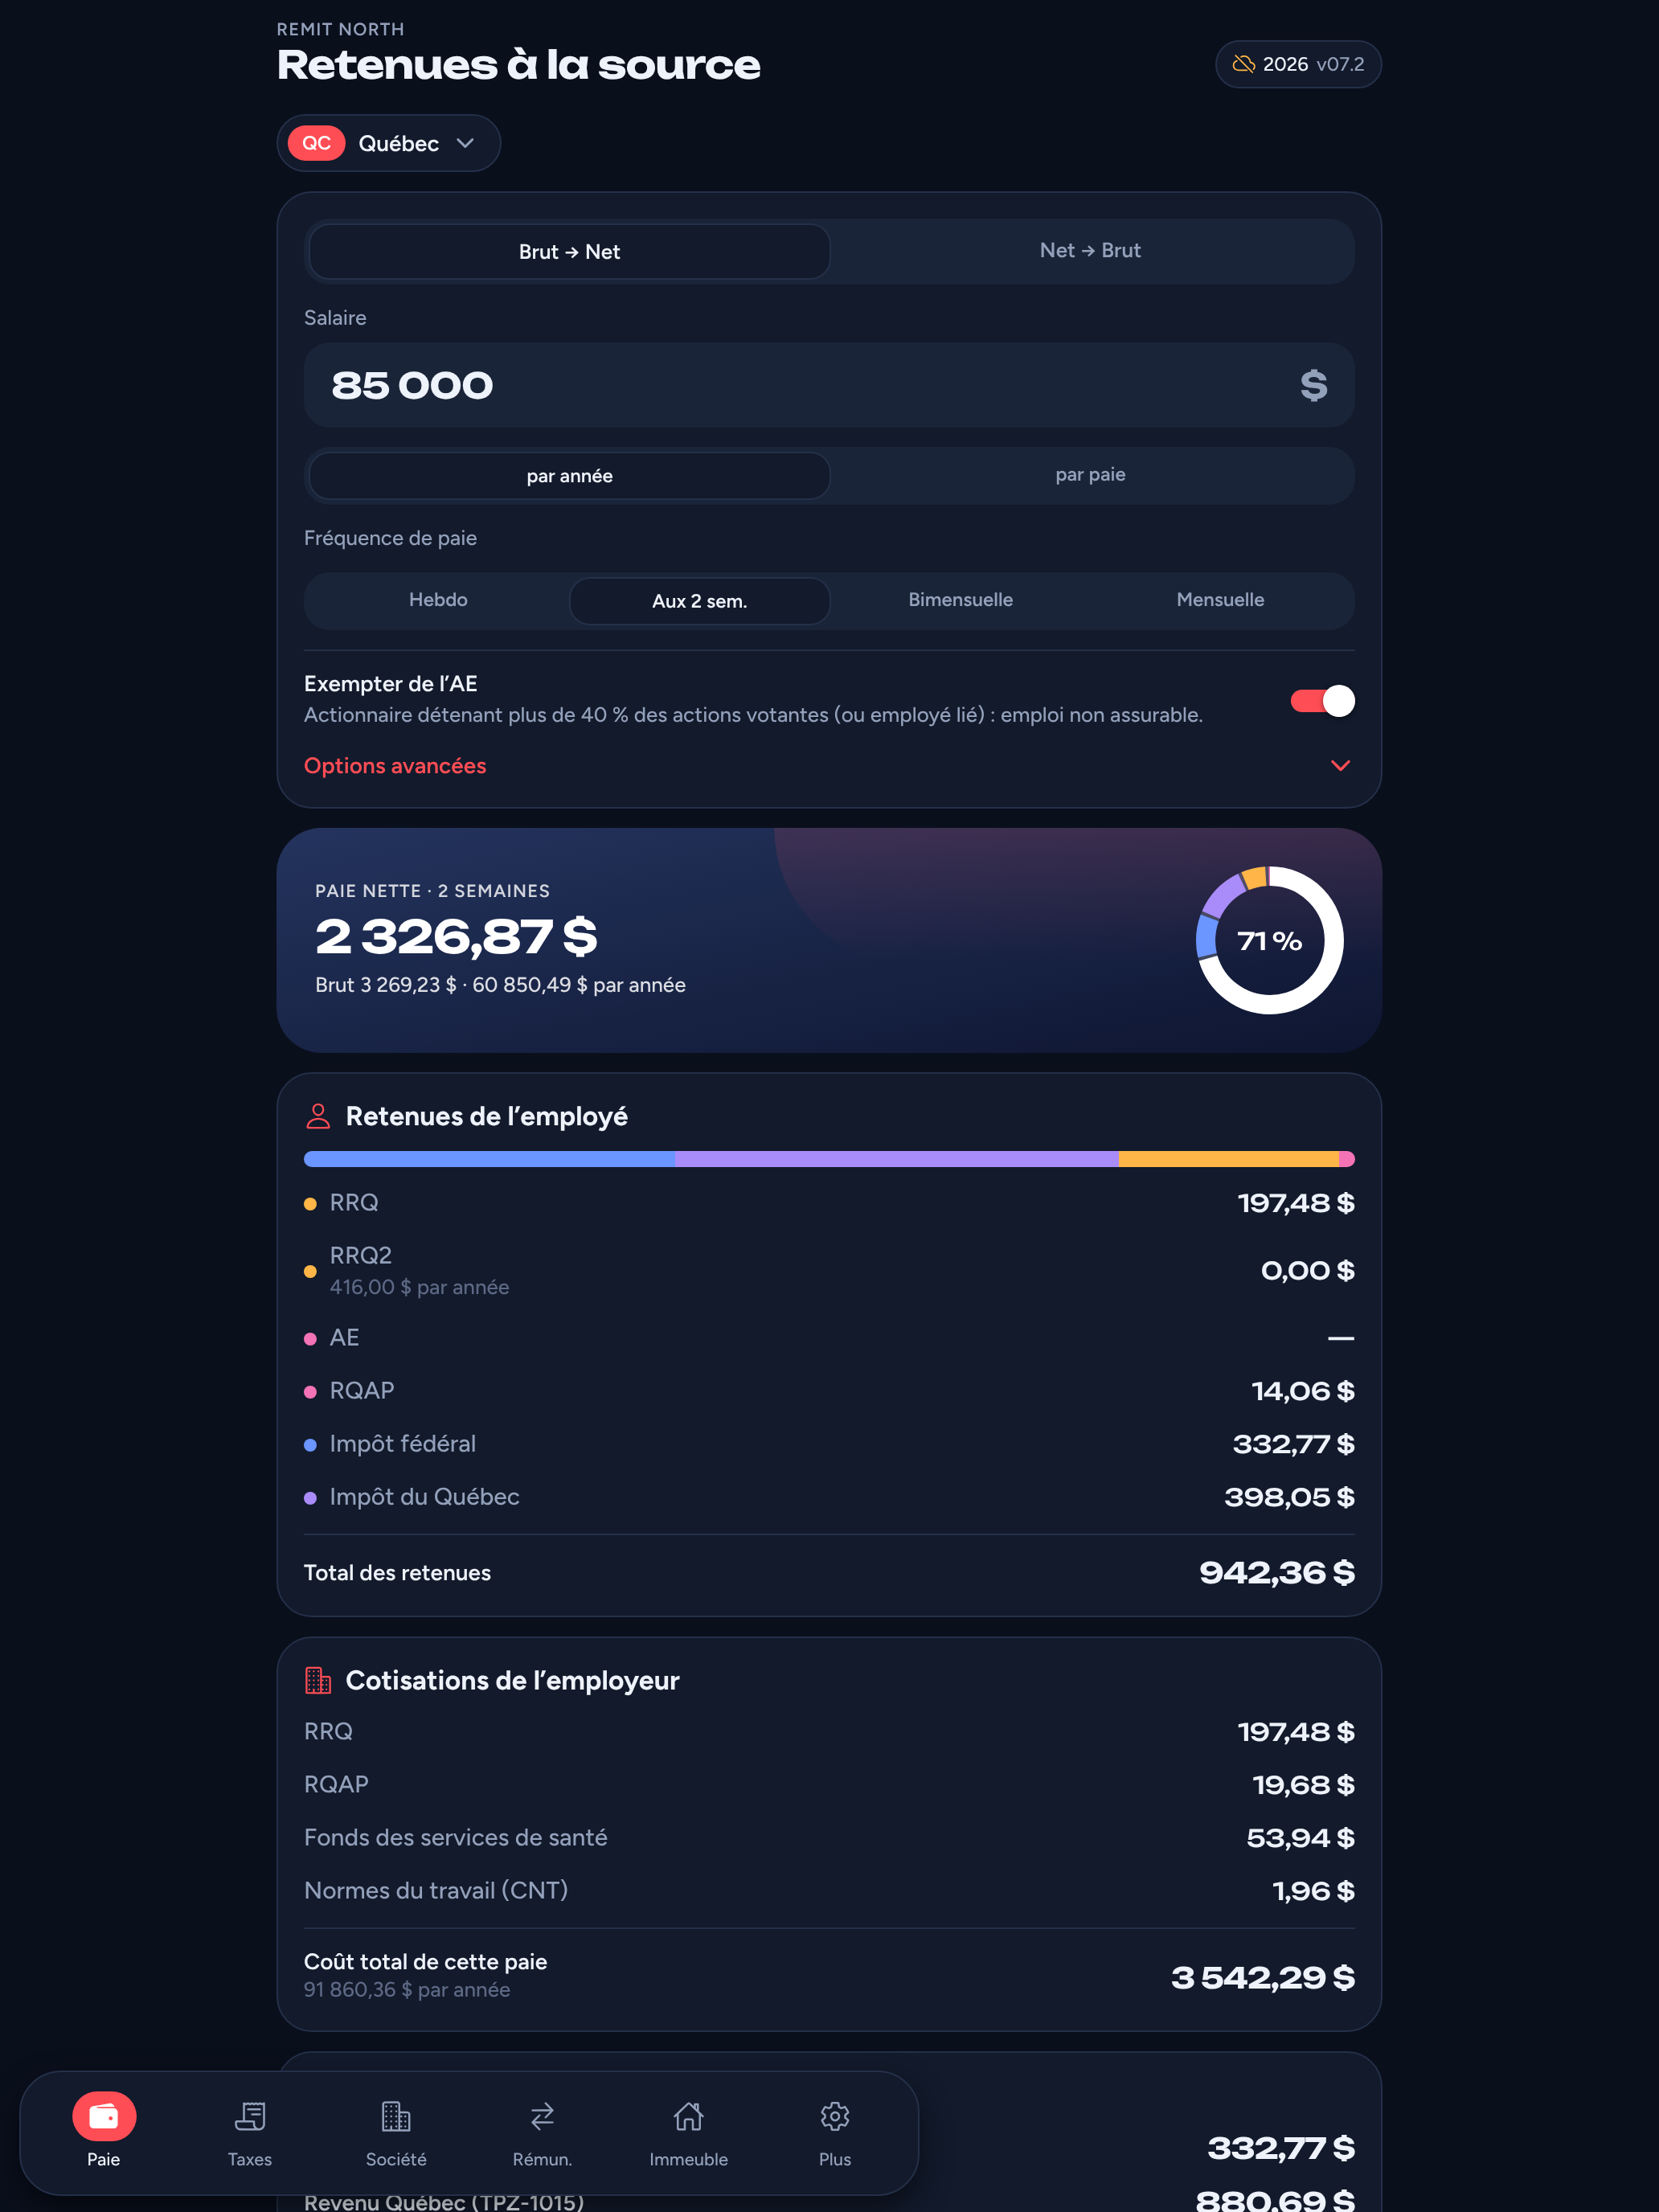 REMIT NORTH
Retenues à la source
2026 v07.2
QC Québec
Brut → Net
Net → Brut
Salaire
85 000 $
par année
par paie
Fréquence de paie
Hebdo
Aux 2 sem.
Bimensuelle
Mensuelle
Exempter de l’AE
Actionnaire détenant plus de 40 % des actions votantes (ou employé lié) : emploi non assurable.
Options avancées
PAIE NETTE · 2 SEMAINES
2 326,87 $
Brut 3 269,23 $ · 60 850,49 $ par année
71 %
Retenues de l’employé
RRQ 197,48 $
RRQ2 0,00 $
416,00 $ par année
AE —
RQAP 14,06 $
Impôt fédéral 332,77 $
Impôt du Québec 398,05 $
Total des retenues 942,36 $
Cotisations de l’employeur
RRQ 197,48 $
RQAP 19,68 $
Fonds des services de santé 53,94 $
Normes du travail (CNT) 1,96 $
Coût total de cette paie 3 542,29 $
91 860,36 $ par année
332,77 $
Revenu Québec (TPZ-1015) 880,69 $
Paie
Taxes
Société
Rémun.
Immeuble
Plus